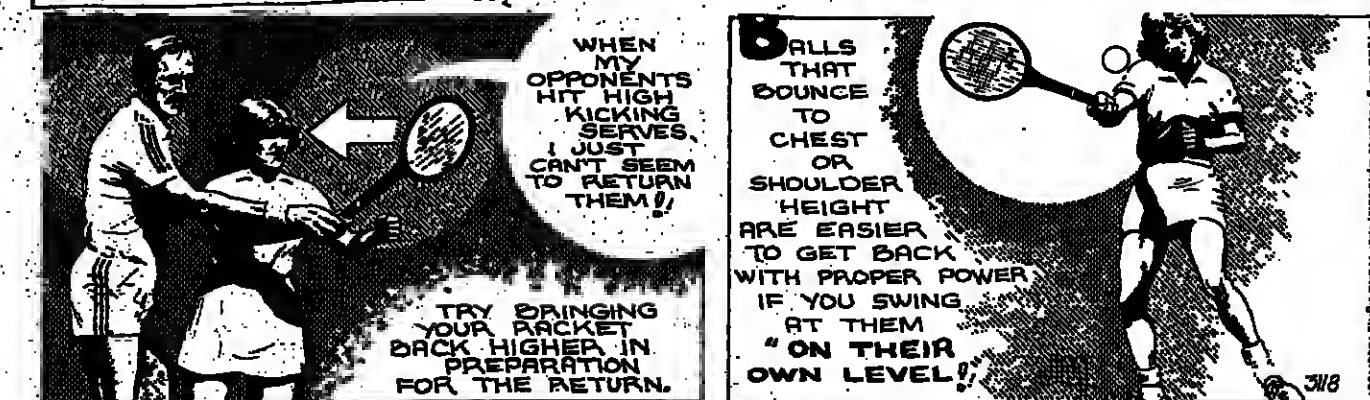 WHEN
MY
OPPONENTS
HIT HIGH
KICKING
SERVES,
I JUST
CAN'T SEEM
TO RETURN
THEM!!
TRY BRINGING
YOUR RACKET
BACK HIGHER IN
PREPARATION
FOR THE RETURN.
BALLS
THAT
BOUNCE
TO
CHEST
OR
SHOULDER
HEIGHT
ARE EASIER
TO GET BACK
WITH PROPER POWER
IF YOU SWING
AT THEM
"ON THEIR
OWN LEVEL!!
3118